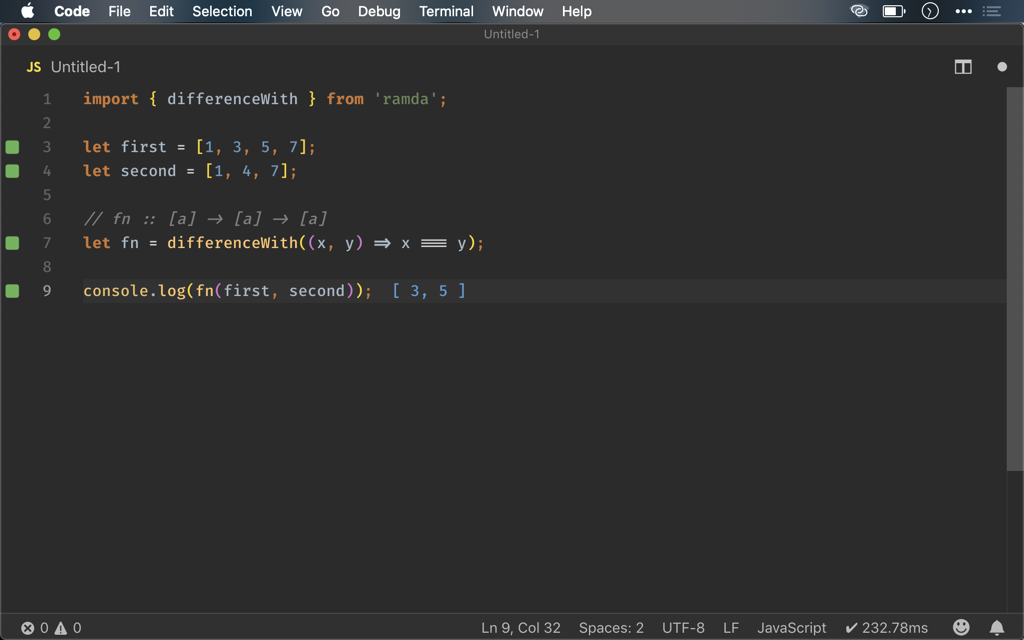 Code File Edit Selection View Go Debug Terminal Window Help
Untitled-1
JS Untitled-1
1 import { differenceWith } from 'ramda';
2
3 let first = [1, 3, 5, 7];
4 let second = [1, 4, 7];
5
6 // fn :: [a] → [a] → [a]
7 let fn = differenceWith((x, y) ⇒ x ≡ y);
8
9 console.log(fn(first, second)); [ 3, 5 ]
0 0 Ln 9, Col 32 Spaces: 2 UTF-8 LF JavaScript ✔ 232.78ms